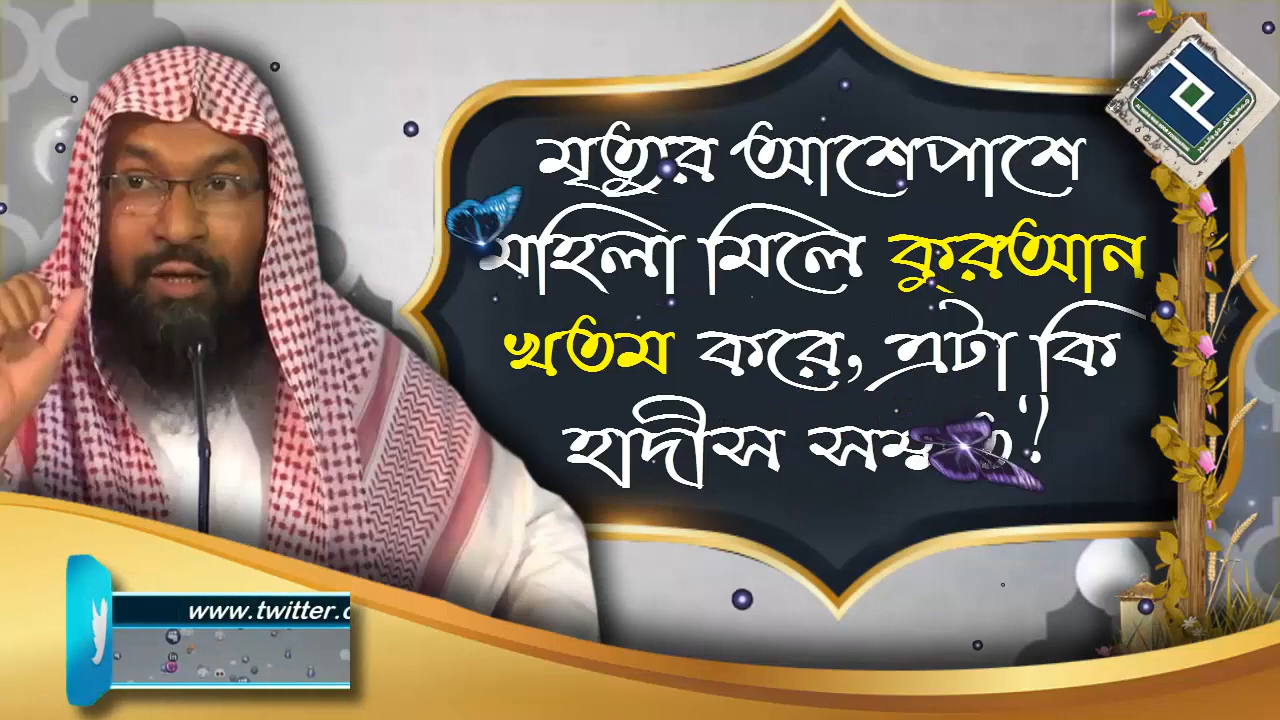 মৃত্যুর আশেপাশে
মহিলা মিলে কুরআন
খতম করে, এটা কি
হাদীস ?
www.twitter.c